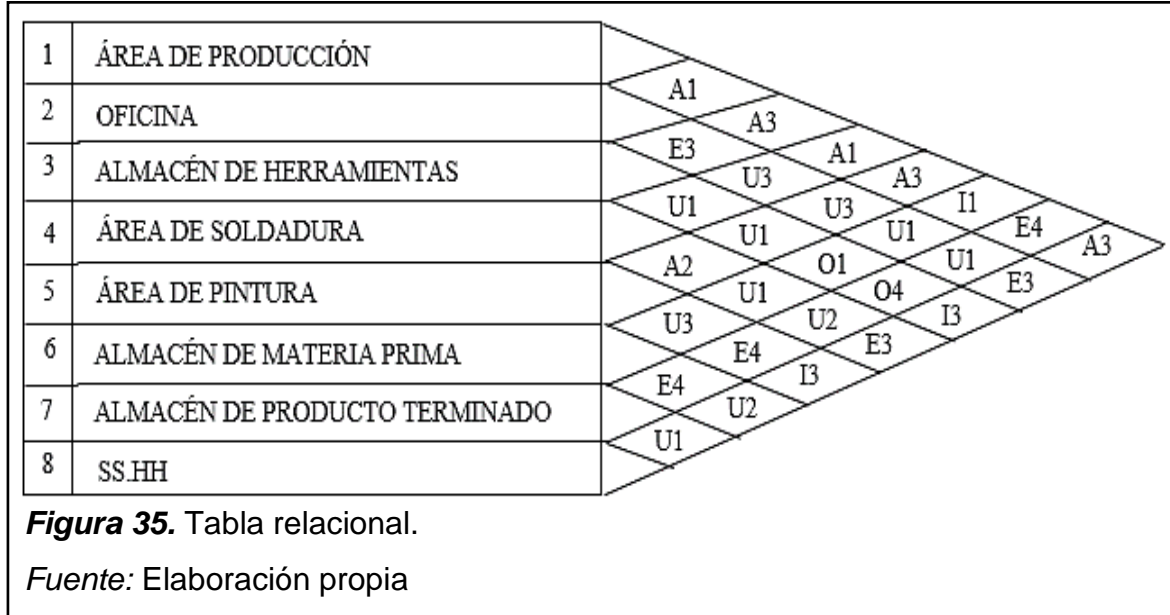 1 ÁREA DE PRODUCCIÓN
2 OFICINA
3 ALMACÉN DE HERRAMIENTAS
4 ÁREA DE SOLDADURA
5 ÁREA DE PINTURA
6 ALMACÉN DE MATERIA PRIMA
7 ALMACÉN DE PRODUCTO TERMINADO
8 SS.HH
A1 A3 A1 A3 I1 E4 A3
E3 U3 U3 U1 U1 E3
U1 U1 O1 O4 I3
A2 U1 U2 E3
U3 E4 I3
E4 U2
U1
Figura 35. Tabla relacional.
Fuente: Elaboración propia